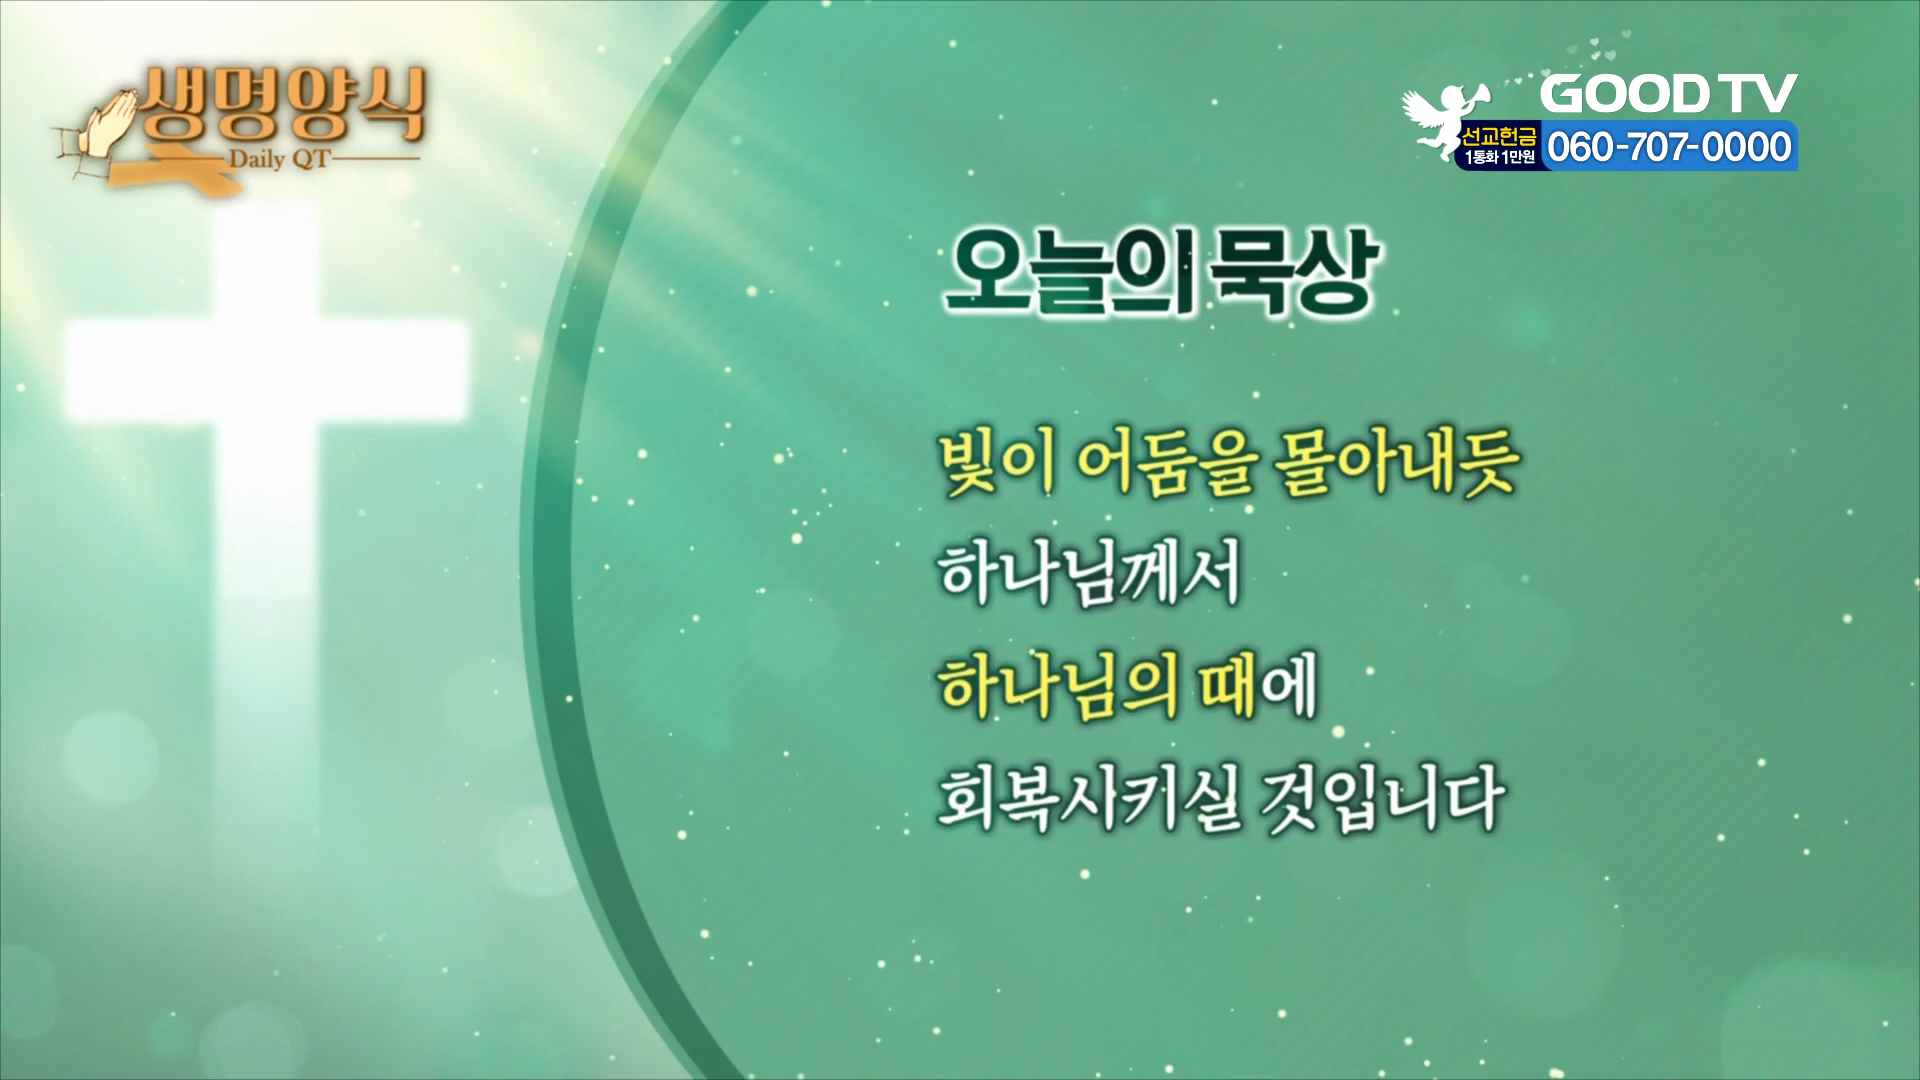 생명양식
Daily QT
GOODTV
선교헌금
1통화 1만원
060-707-0000
오늘의 묵상
빛이 어둠을 몰아내듯
하나님께서
하나님의 때에
회복시키실 것입니다